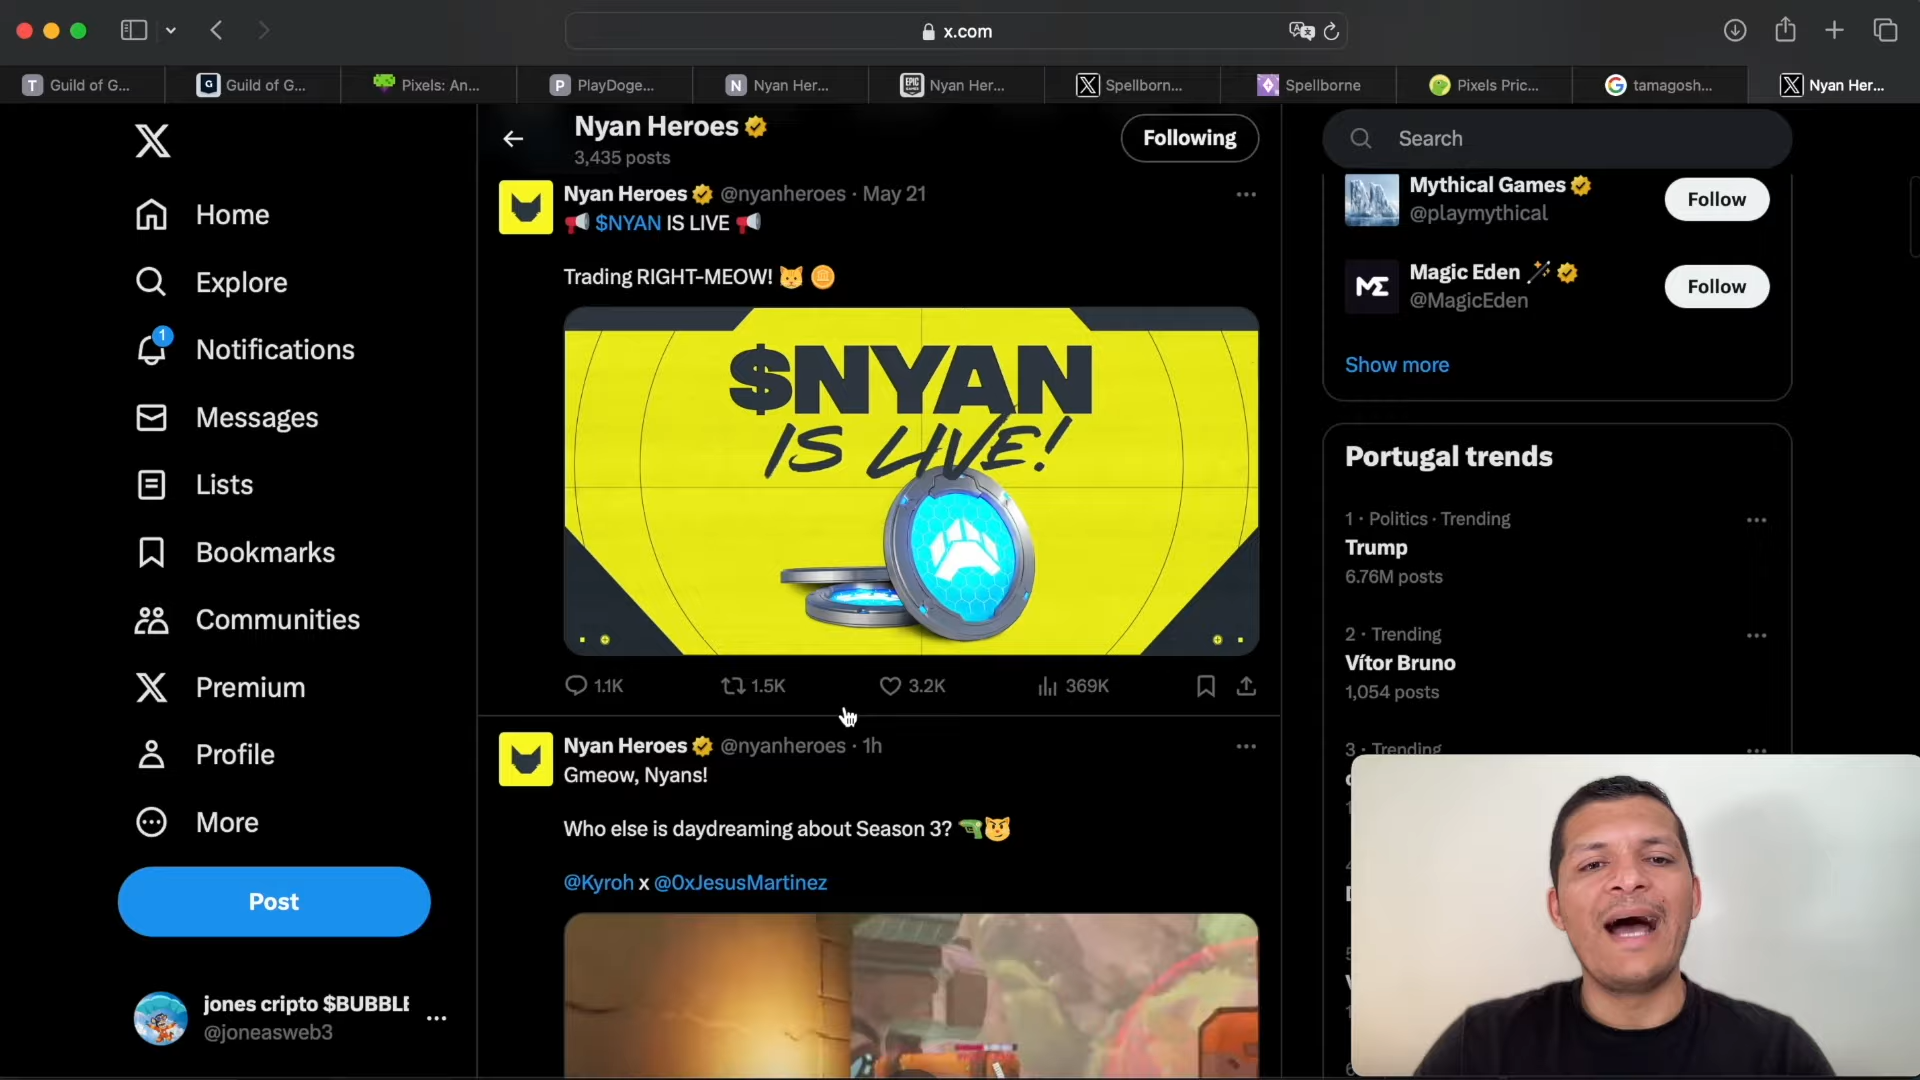 x.com
Guild of G...
Guild of G...
Pixels: An...
PlayDoge...
Nyan Her...
Nyan Her...
Spellborn...
Spellborne
Pixels Pric...
tamagosh...
Nyan Her...
Home
Explore
1
Notifications
Messages
Lists
Bookmarks
Communities
Premium
Profile
More
Post
jones cripto $BUBBLE
@joneasweb3
Nyan Heroes
3,435 posts
Following
Nyan Heroes @nyanheroes · May 21
$NYAN IS LIVE
Trading RIGHT-MEOW!
$NYAN
IS LIVE!
1.1K 1.5K 3.2K 369K
Nyan Heroes @nyanheroes · 1h
Gmeow, Nyans!
Who else is daydreaming about Season 3?
@Kyroh x @0xJesusMartinez
Search
Mythical Games
@playmythical
Follow
Magic Eden
@MagicEden
Follow
Show more
Portugal trends
1 · Politics · Trending
Trump
6.76M posts
2 · Trending
Vítor Bruno
1,054 posts
3 · Trending